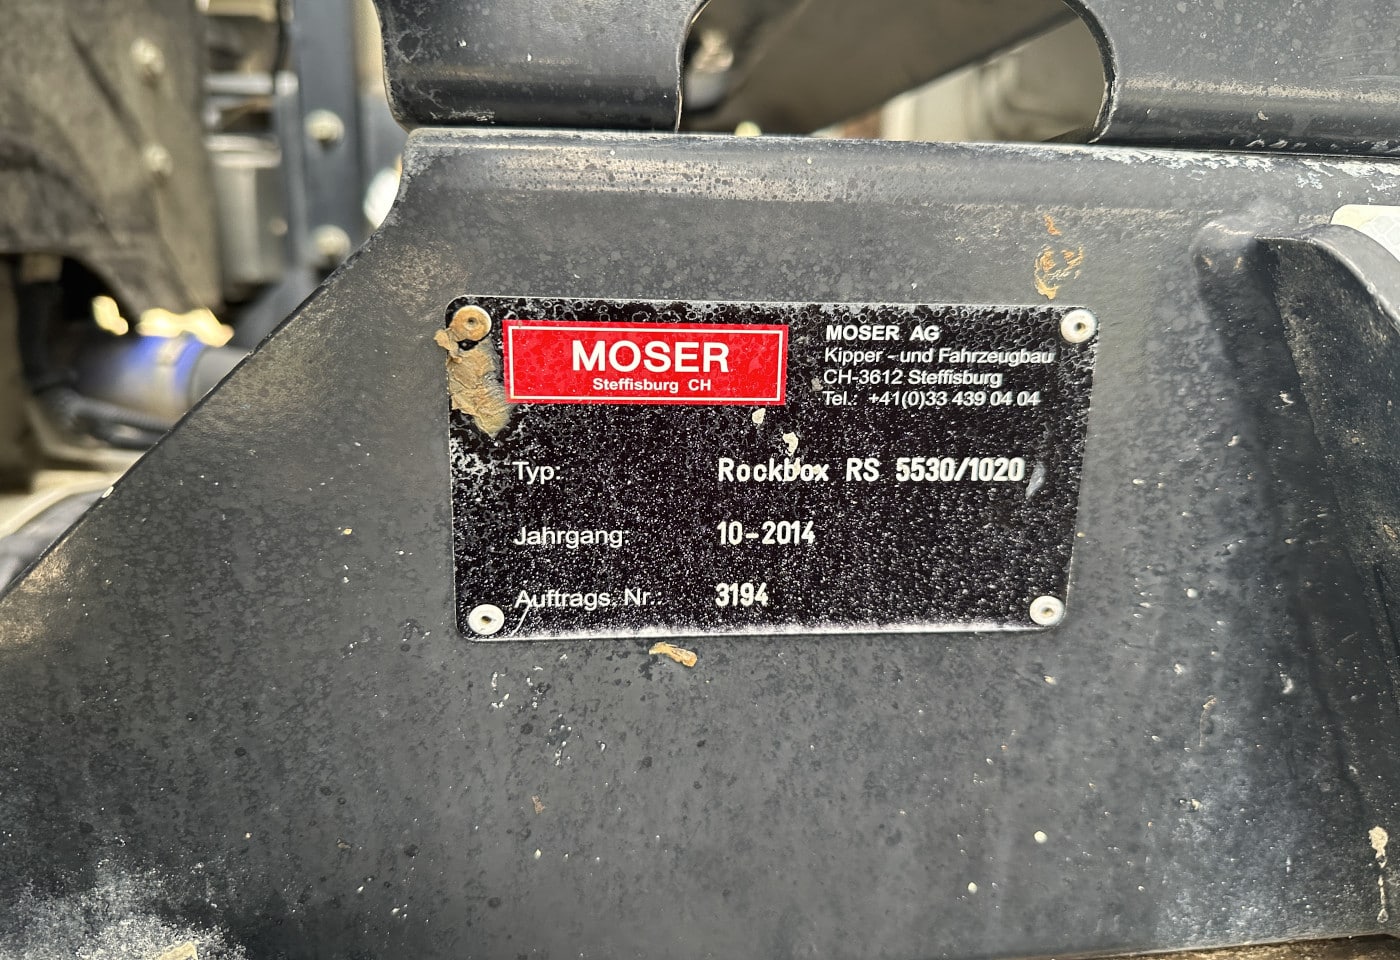 MOSER
Steffisburg CH
MOSER AG
Kipper - und Fahrzeugbau
CH-3612 Steffisburg
Tel.: +41(0)33 439 04 04
Typ: Rockbox RS 5530/1020
Jahrgang: 10-2014
Auftrags. Nr.: 3194